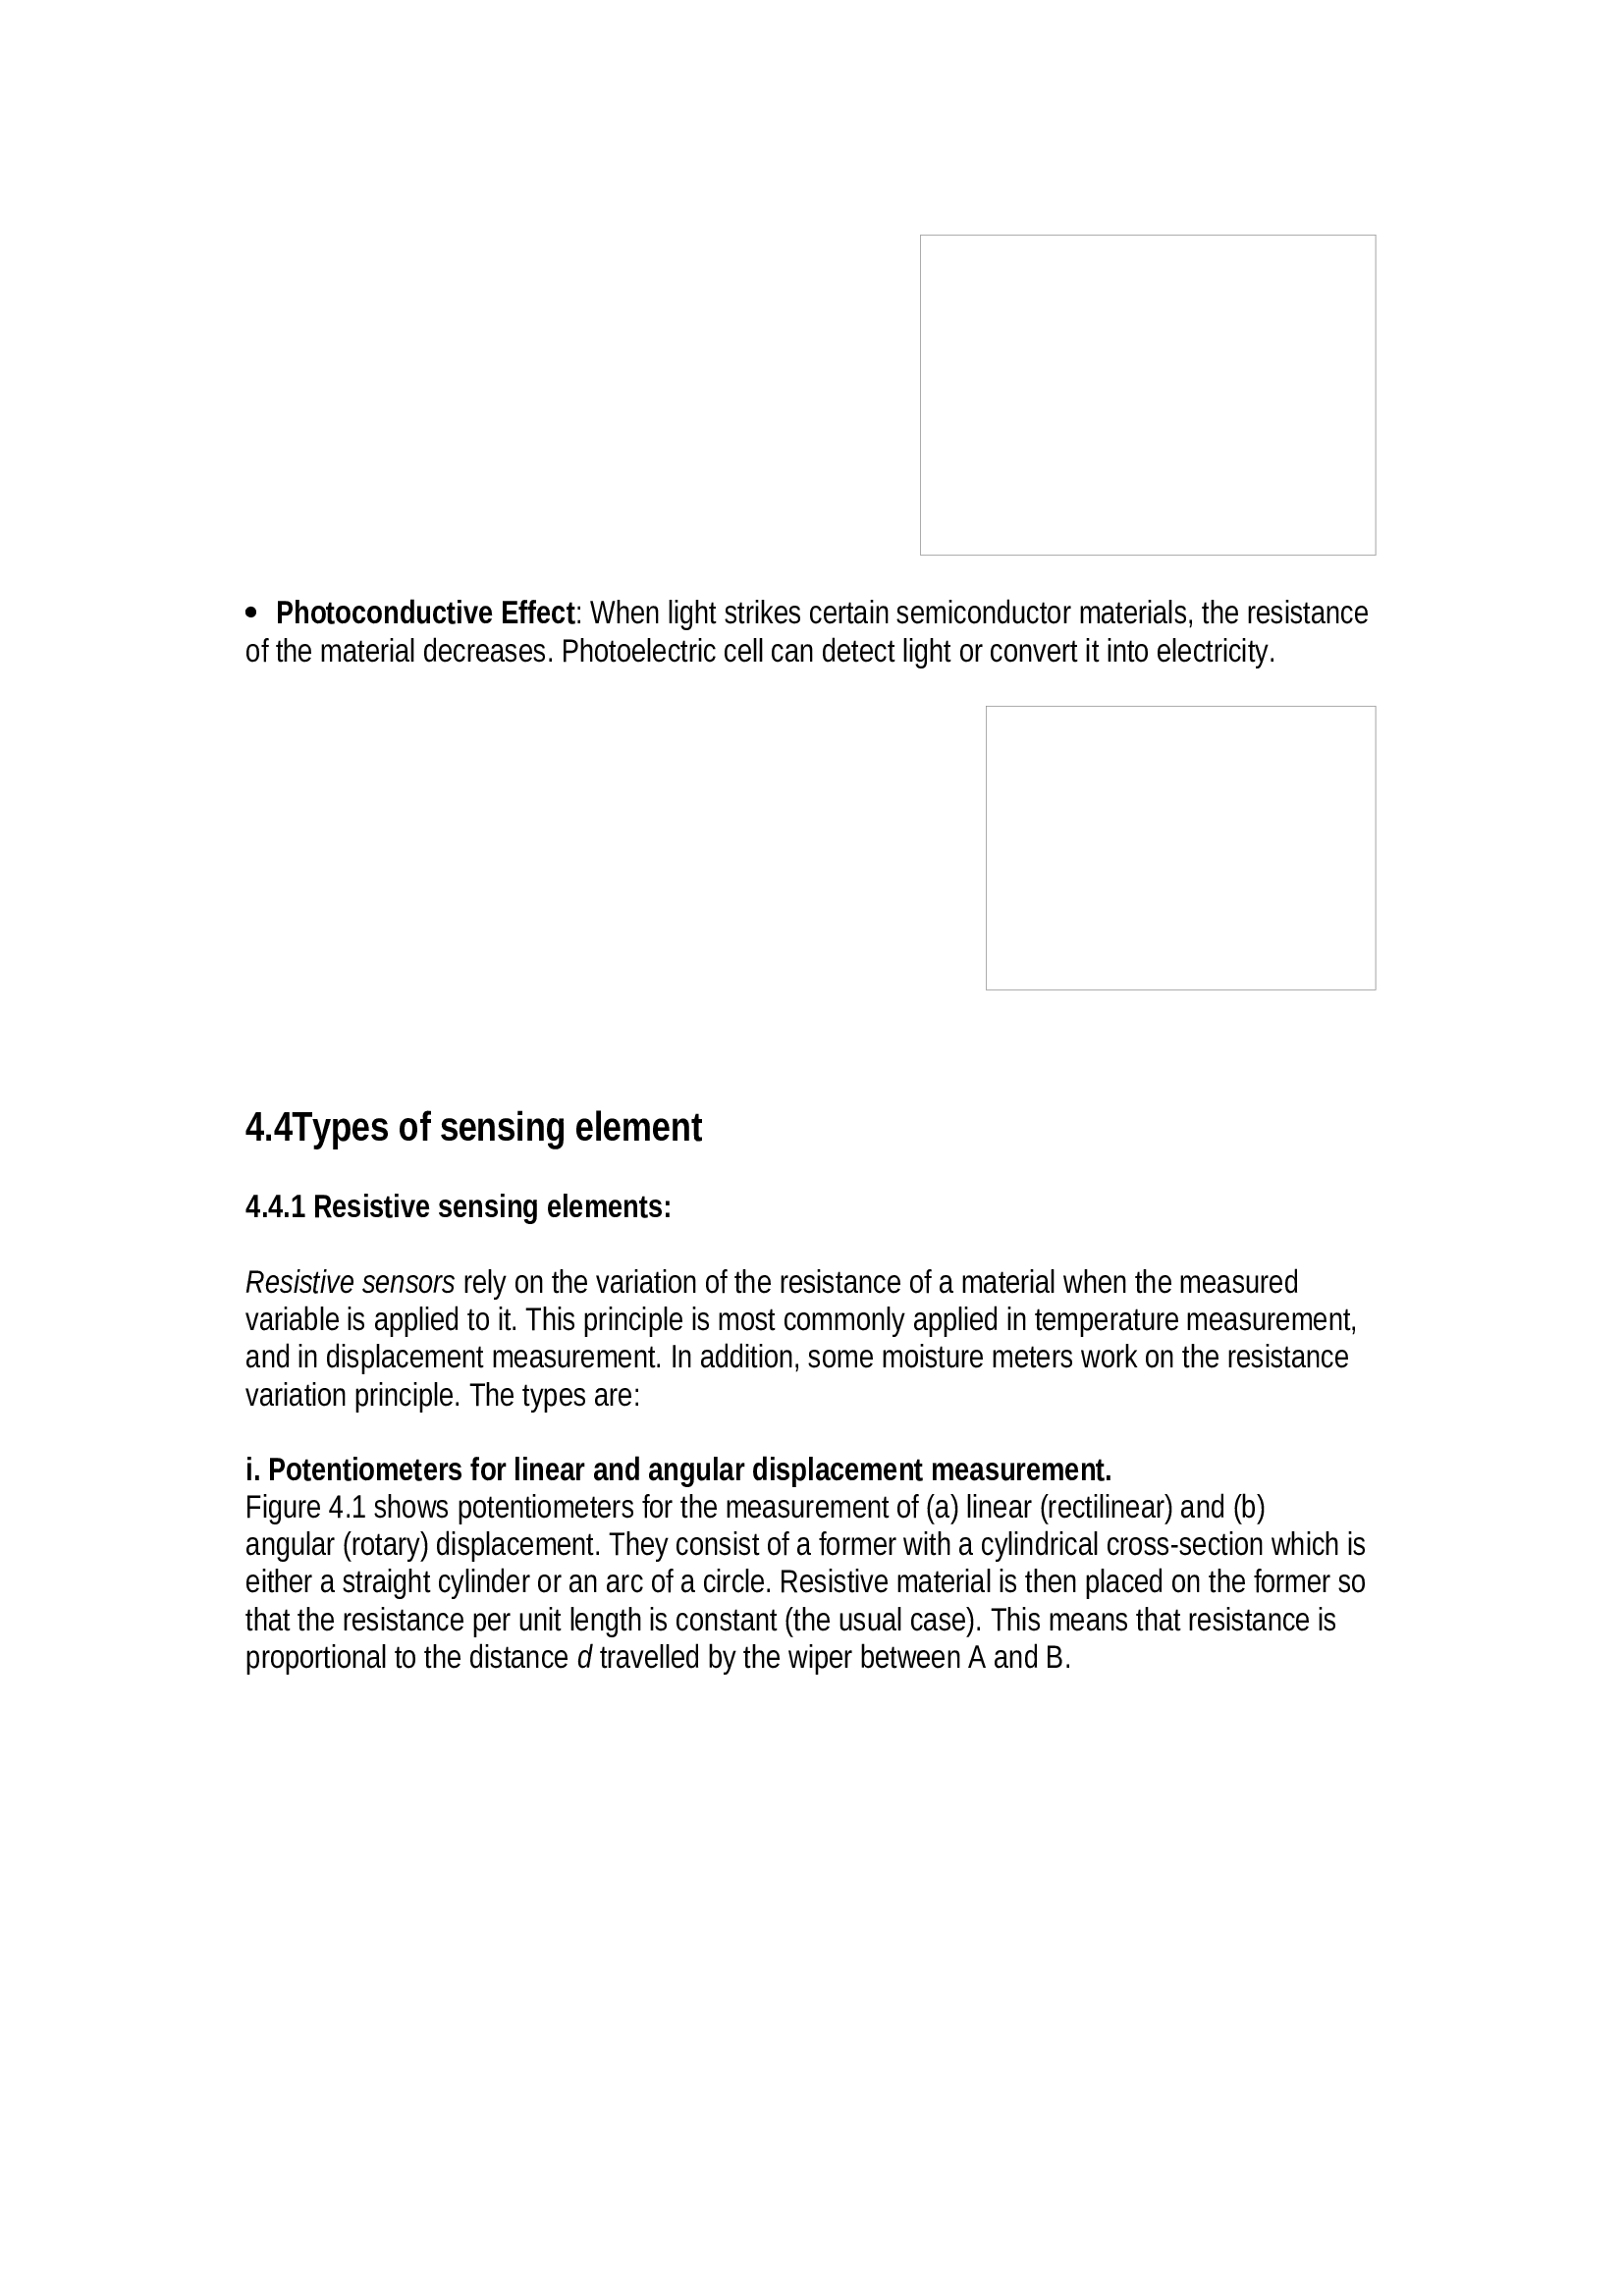 • Photoconductive Effect: When light strikes certain semiconductor materials, the resistance
of the material decreases. Photoelectric cell can detect light or convert it into electricity.
4.4Types of sensing element
4.4.1 Resistive sensing elements:
Resistive sensors rely on the variation of the resistance of a material when the measured
variable is applied to it. This principle is most commonly applied in temperature measurement,
and in displacement measurement. In addition, some moisture meters work on the resistance
variation principle. The types are:
i. Potentiometers for linear and angular displacement measurement.
Figure 4.1 shows potentiometers for the measurement of (a) linear (rectilinear) and (b)
angular (rotary) displacement. They consist of a former with a cylindrical cross-section which is
either a straight cylinder or an arc of a circle. Resistive material is then placed on the former so
that the resistance per unit length is constant (the usual case). This means that resistance is
proportional to the distance d travelled by the wiper between A and B.